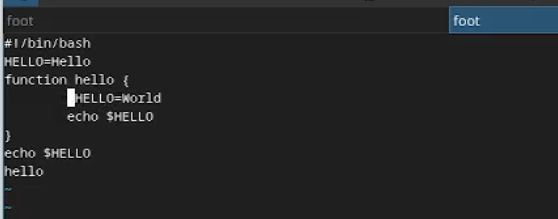 foot
foot
#!/bin/bash
HELLO=Hello
function hello {
        HELLO=World
        echo $HELLO
}
echo $HELLO
hello
~
~